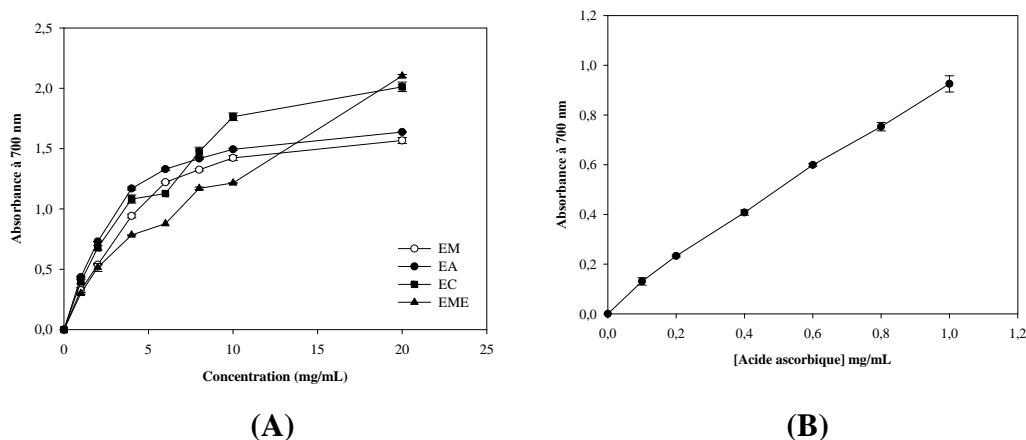 2,5
2,0
1,5
1,0
0,5
0,0
Absorbance à 700 nm
0 5 10 15 20 25
Concentration (mg/mL)
EM
EA
EC
EME
(A)
1,2
1,0
0,8
0,6
0,4
0,2
0,0
Absorbance à 700 nm
0,0 0,2 0,4 0,6 0,8 1,0 1,2
[Acide ascorbique] mg/mL
(B)